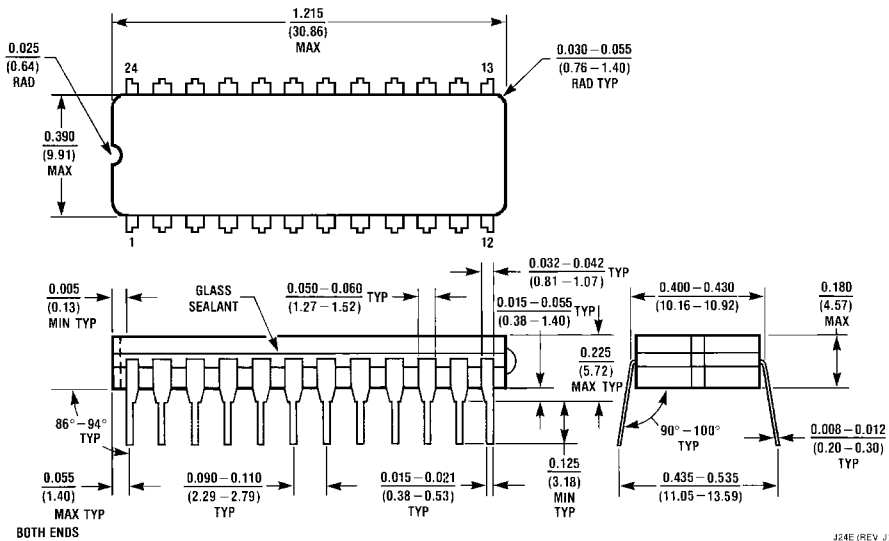 1.215
(30.86)
MAX
0.025
(0.64)
RAD
24
13
0.030–0.055
(0.76–1.40)
RAD TYP
0.390
(9.91)
MAX
1
12
0.005
(0.13)
MIN TYP
GLASS
SEALANT
0.050–0.060 TYP
(1.27–1.52)
0.032–0.042 TYP
(0.81–1.07)
0.015–0.055 TYP
(0.38–1.40)
0.400–0.430
(10.16–10.92)
0.180
(4.57)
MAX
0.225
(5.72)
MAX TYP
86°–94°
TYP
90°–100°
TYP
0.008–0.012
(0.20–0.30)
TYP
0.055
(1.40)
MAX TYP
BOTH ENDS
0.090–0.110
(2.29–2.79)
TYP
0.015–0.021
(0.38–0.53)
TYP
0.125
(3.18)
MIN
TYP
0.435–0.535
(11.05–13.59)
J24E (REV J)